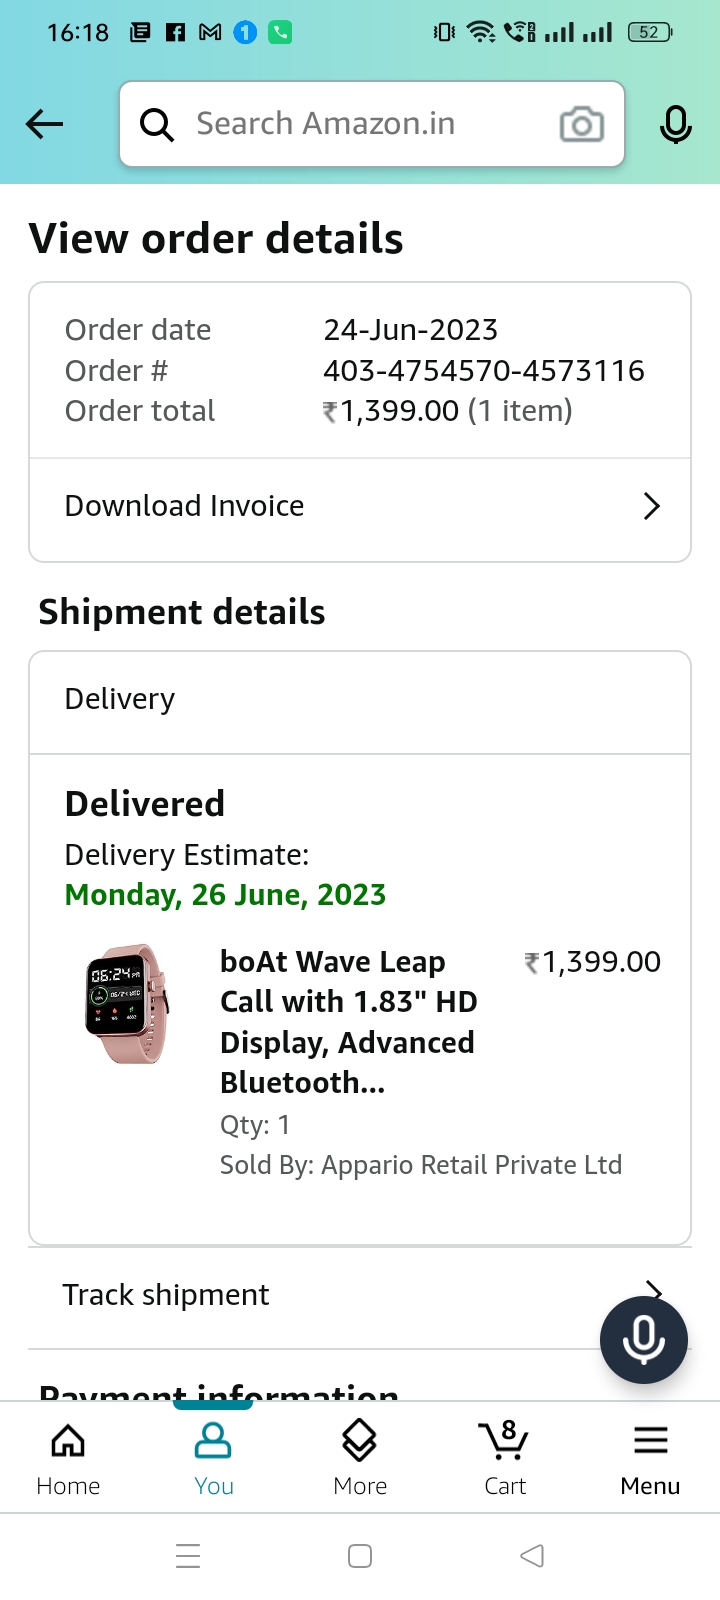 16:18
52
Search Amazon.in
View order details
Order date 24-Jun-2023
Order # 403-4754570-4573116
Order total ₹1,399.00 (1 item)
Download Invoice
Shipment details
Delivery
Delivered
Delivery Estimate:
Monday, 26 June, 2023
boAt Wave Leap ₹1,399.00
Call with 1.83" HD
Display, Advanced
Bluetooth...
Qty: 1
Sold By: Appario Retail Private Ltd
Track shipment
Payment information
8
Home You More Cart Menu